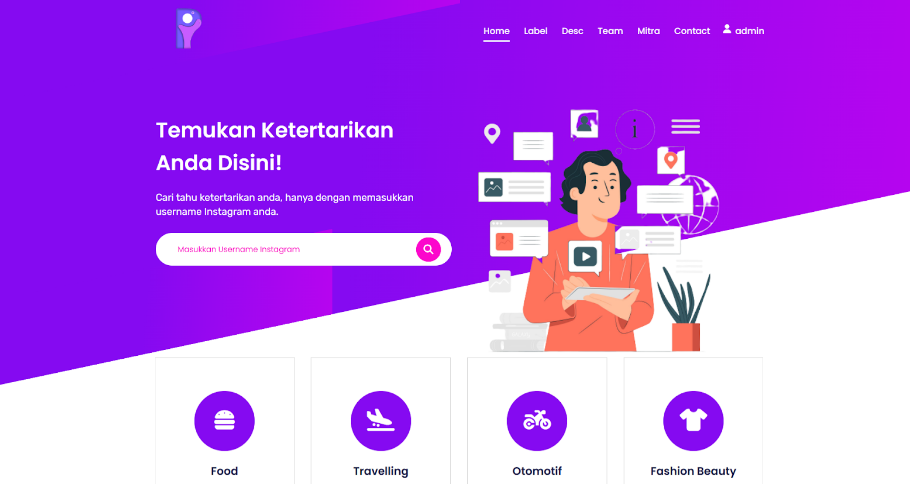 Home Label Desc Team Mitra Contact admin
Temukan Ketertarikan
Anda Disini!
Cari tahu ketertarikan anda, hanya dengan memasukkan
username Instagram anda.
Masukkan Username Instagram
Food Travelling Otomotif Fashion Beauty